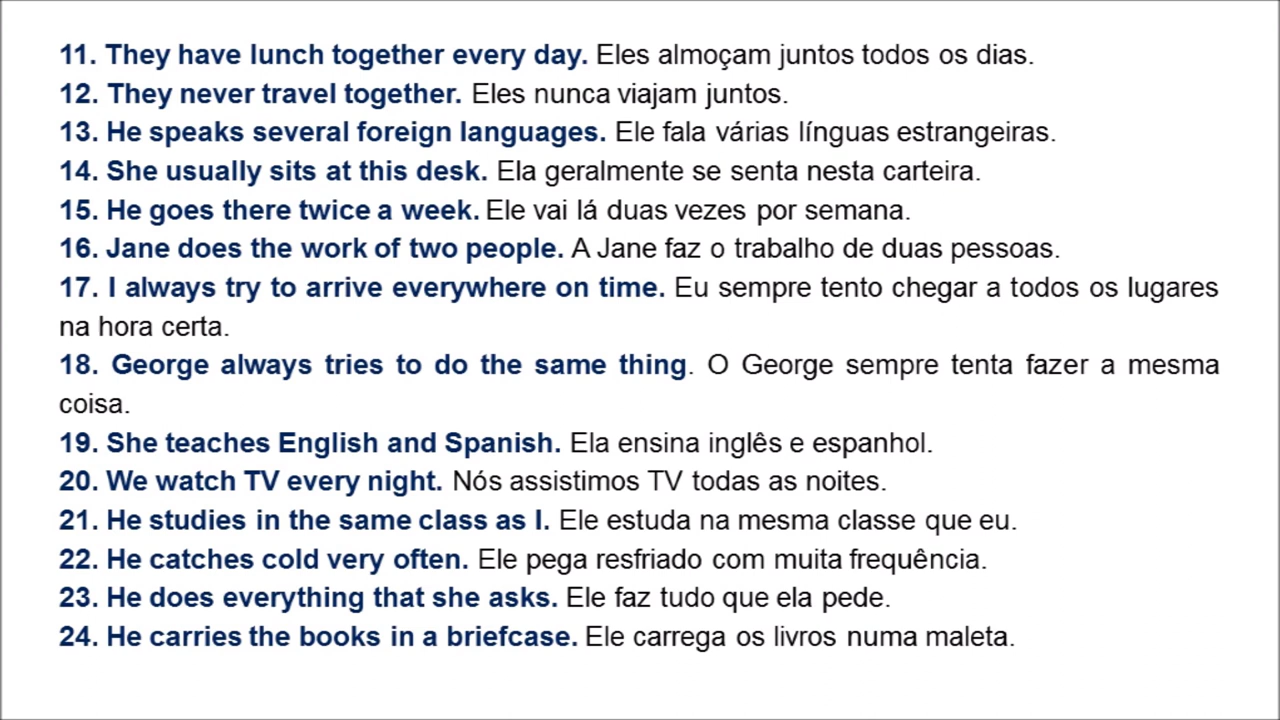 11. They have lunch together every day. Eles almoçam juntos todos os dias.
12. They never travel together. Eles nunca viajam juntos.
13. He speaks several foreign languages. Ele fala várias línguas estrangeiras.
14. She usually sits at this desk. Ela geralmente se senta nesta carteira.
15. He goes there twice a week. Ele vai lá duas vezes por semana.
16. Jane does the work of two people. A Jane faz o trabalho de duas pessoas.
17. I always try to arrive everywhere on time. Eu sempre tento chegar a todos os lugares
na hora certa.
18. George always tries to do the same thing. O George sempre tenta fazer a mesma
coisa.
19. She teaches English and Spanish. Ela ensina inglês e espanhol.
20. We watch TV every night. Nós assistimos TV todas as noites.
21. He studies in the same class as I. Ele estuda na mesma classe que eu.
22. He catches cold very often. Ele pega resfriado com muita frequência.
23. He does everything that she asks. Ele faz tudo que ela pede.
24. He carries the books in a briefcase. Ele carrega os livros numa maleta.